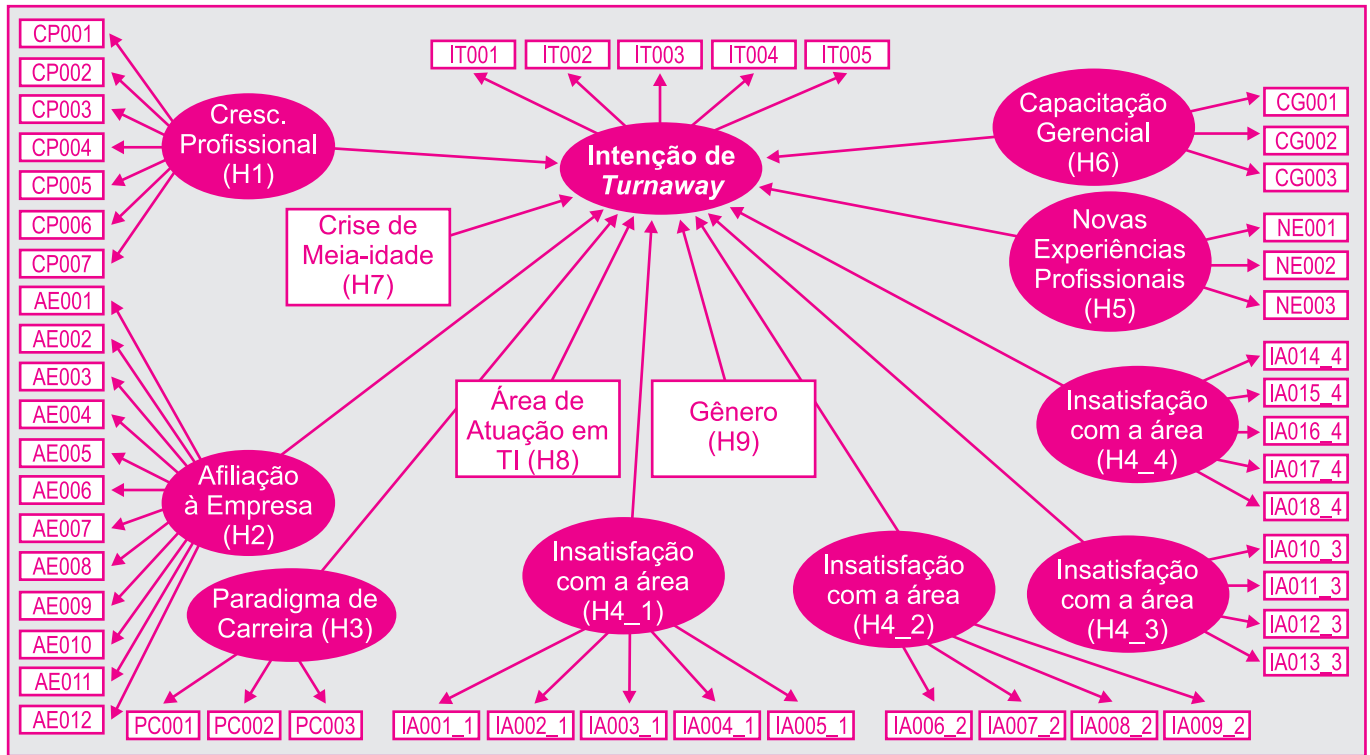 CP001
CP002
CP003
CP004
CP005
CP006
CP007
AE001
AE002
AE003
AE004
AE005
AE006
AE007
AE008
AE009
AE010
AE011
AE012
Cresc.
Profissional
(H1)
IT001
IT002
IT003
IT004
IT005
Intenção de
Turnaway
Capacitação
Gerencial
(H6)
CG001
CG002
CG003
Crise de
Meia-idade
(H7)
Novas
Experiências
Profissionais
(H5)
NE001
NE002
NE003
Área de
Atuação em
TI (H8)
Gênero
(H9)
Insatisfação
com a área
(H4_4)
IA014_4
IA015_4
IA016_4
IA017_4
IA018_4
Afiliação
à Empresa
(H2)
Paradigma de
Carreira (H3)
PC001
PC002
PC003
Insatisfação
com a área
(H4_1)
IA001_1
IA002_1
IA003_1
IA004_1
IA005_1
Insatisfação
com a área
(H4_2)
IA006_2
IA007_2
IA008_2
IA009_2
Insatisfação
com a área
(H4_3)
IA010_3
IA011_3
IA012_3
IA013_3